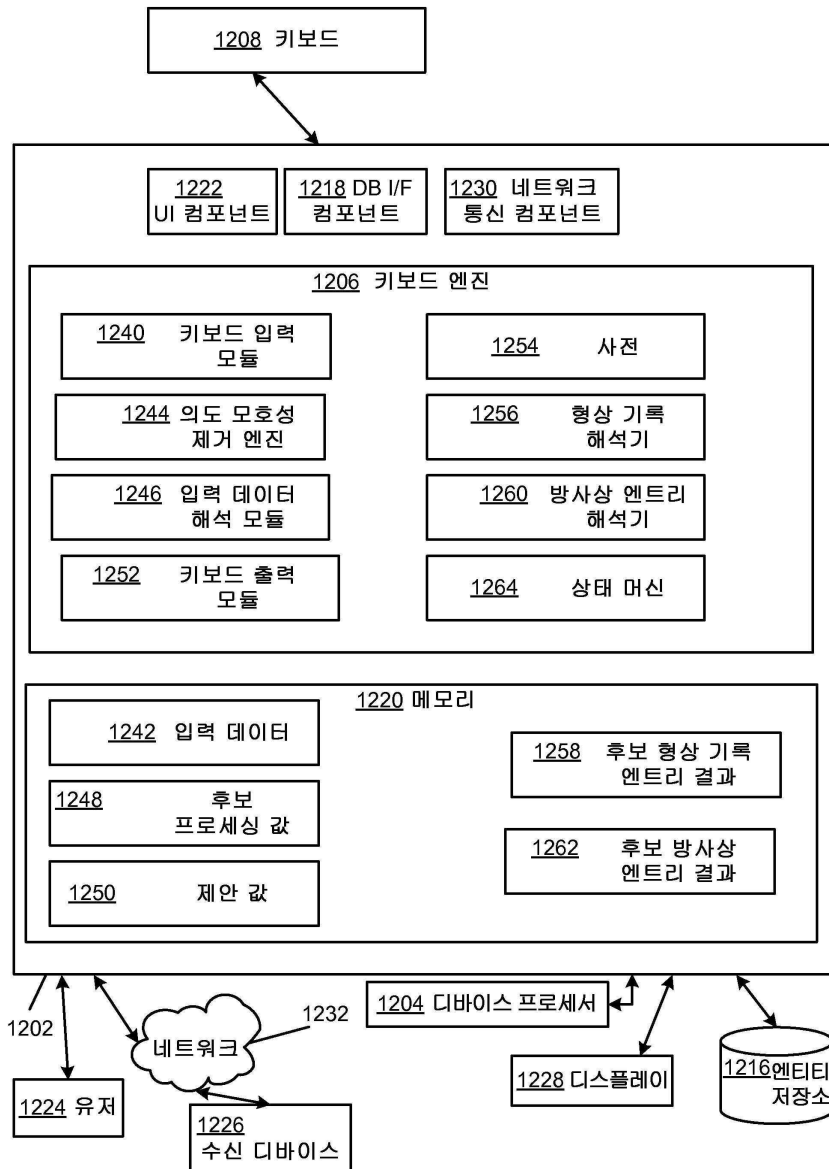 1208 키보드
1222
UI 컴포넌트
1218 DB I/F
컴포넌트
1230 네트워크
통신 컴포넌트
1206 키보드 엔진
1240 키보드 입력
모듈
1254 사전
1244 의도 모호성
제거 엔진
1256 형상 기록
해석기
1246 입력 데이터
해석 모듈
1260 방사상 엔트리
해석기
1252 키보드 출력
모듈
1264 상태 머신
1220 메모리
1242 입력 데이터
1258 후보 형상 기록
엔트리 결과
1248 후보
프로세싱 값
1262 후보 방사상
엔트리 결과
1250 제안 값
1202
네트워크
1232
1204 디바이스 프로세서
1224 유저
1226
수신 디바이스
1228 디스플레이
1216 엔티티
저장소